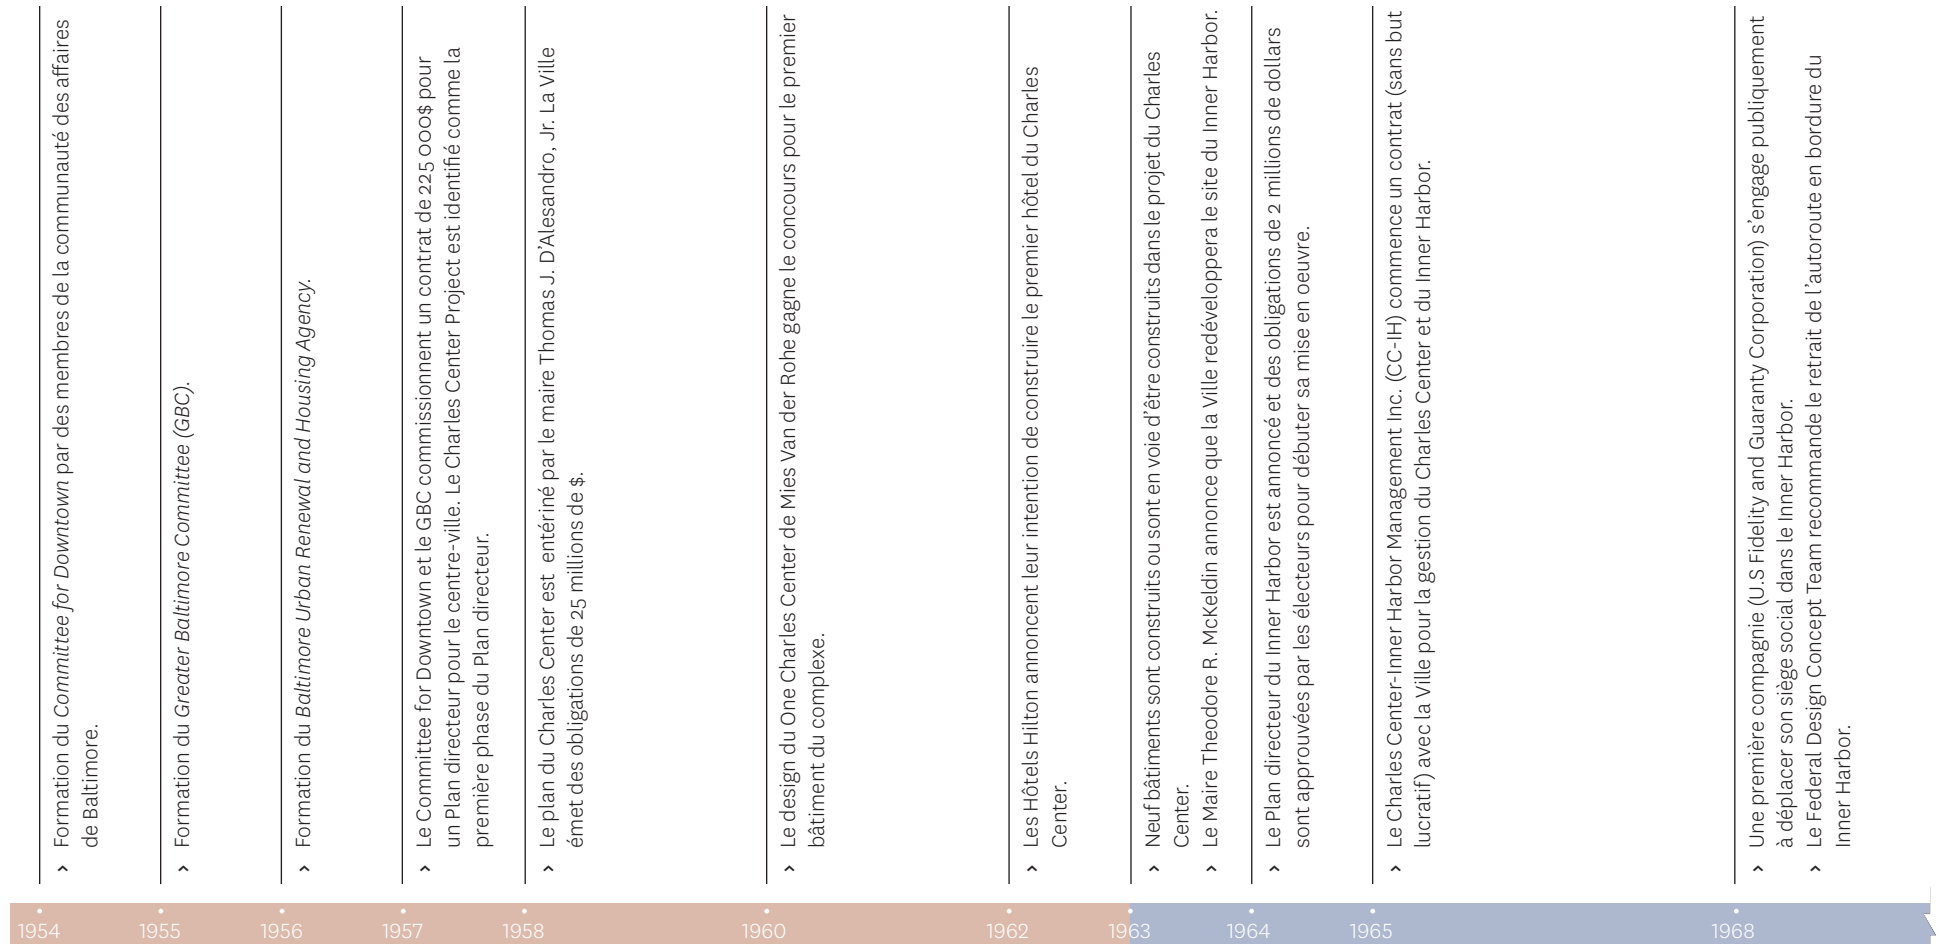 > Formation du Committee for Downtown par des membres de la communauté des affaires
de Baltimore.
> Formation du Greater Baltimore Committee (GBC).
> Formation du Baltimore Urban Renewal and Housing Agency.
> Le Committee for Downtown et le GBC commissionnent un contrat de 225 000$ pour
un Plan directeur pour le centre-ville. Le Charles Center Project est identifié comme la
première phase du Plan directeur.
> Le plan du Charles Center est entériné par le maire Thomas J. D’Alesandro, Jr. La Ville
émet des obligations de 25 millions de $.
> Le design du One Charles Center de Mies Van der Rohe gagne le concours pour le premier
bâtiment du complexe.
> Les Hôtels Hilton annoncent leur intention de construire le premier hôtel du Charles
Center.
> Neuf bâtiments sont construits ou sont en voie d’être construits dans le projet du Charles
Center.
> Le Maire Theodore R. McKeldin annonce que la Ville redéveloppera le site du Inner Harbor.
> Le Plan directeur du Inner Harbor est annoncé et des obligations de 2 millions de dollars
sont approuvées par les électeurs pour débuter sa mise en oeuvre.
> Le Charles Center-Inner Harbor Management Inc. (CC-IH) commence un contrat (sans but
lucratif) avec la Ville pour la gestion du Charles Center et du Inner Harbor.
> Une première compagnie (U.S Fidelity and Guaranty Corporation) s’engage publiquement
à déplacer son siège social dans le Inner Harbor.
> Le Federal Design Concept Team recommande le retrait de l’autoroute en bordure du
Inner Harbor.
1954 1955 1956 1957 1958 1960 1962 1963 1964 1965 1968